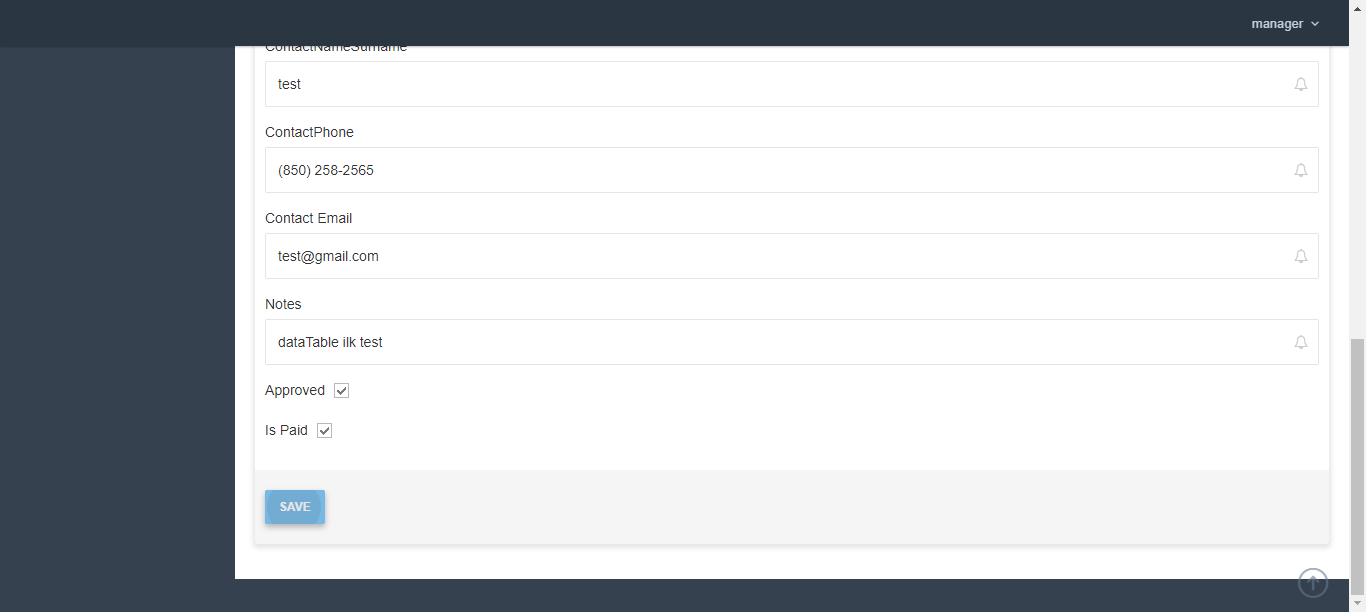 manager
ContactNameSurname
test
ContactPhone
(850) 258-2565
Contact Email
test@gmail.com
Notes
dataTable ilk test
Approved
Is Paid
SAVE